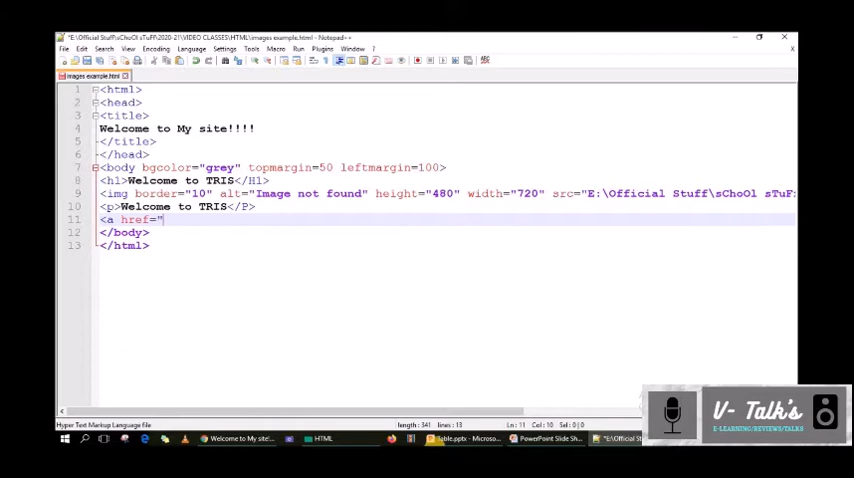 *E:\Official Stuff\sChoOl sTuFF\2020-21\VIDEO CLASSES\HTML\images example.html - Notepad++
File Edit Search View Encoding Language Settings Tools Macro Run Plugins Window ? X
images example.html
1 <html>
2 <head>
3 <title>
4 Welcome to My site!!!!
5 </title>
6 </head>
7 <body bgcolor="grey" topmargin=50 leftmargin=100>
8 <h1>Welcome to TRIS</H1>
9 <img border="10" alt="Image not found" height="480" width="720" src="E:\Official Stuff\sChoOl sTuF
10 <p>Welcome to TRIS</P>
11 <a href="
12 </body>
13 </html>
Hyper Text Markup Language file length : 341 lines : 13 Ln : 11 Col : 10 Sel : 0 | 0
Welcome to My site!... HTML Table.pptx - Microso... PowerPoint Slide Sh... *E:\Official Stuff\sCh
V- Talk's
E-LEARNING/REVIEWS/TALKS